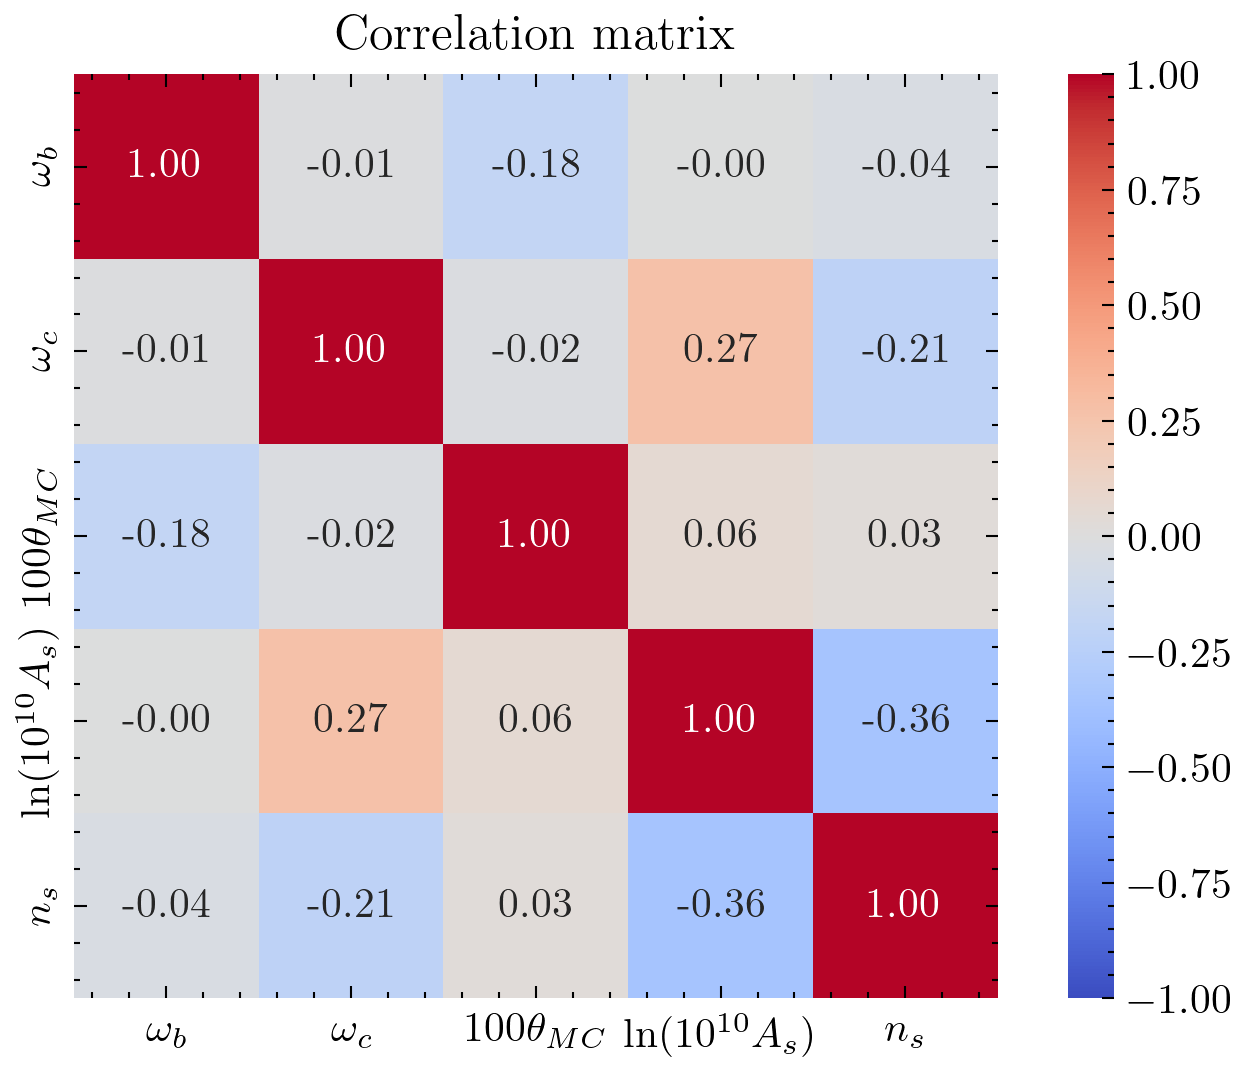 Correlation matrix
ω_b 1.00 -0.01 -0.18 -0.00 -0.04
ω_c -0.01 1.00 -0.02 0.27 -0.21
100θ_{MC} -0.18 -0.02 1.00 0.06 0.03
ln(10^{10}A_s) -0.00 0.27 0.06 1.00 -0.36
n_s -0.04 -0.21 0.03 -0.36 1.00
ω_b ω_c 100θ_{MC} ln(10^{10}A_s) n_s
1.00
0.75
0.50
0.25
0.00
−0.25
−0.50
−0.75
−1.00